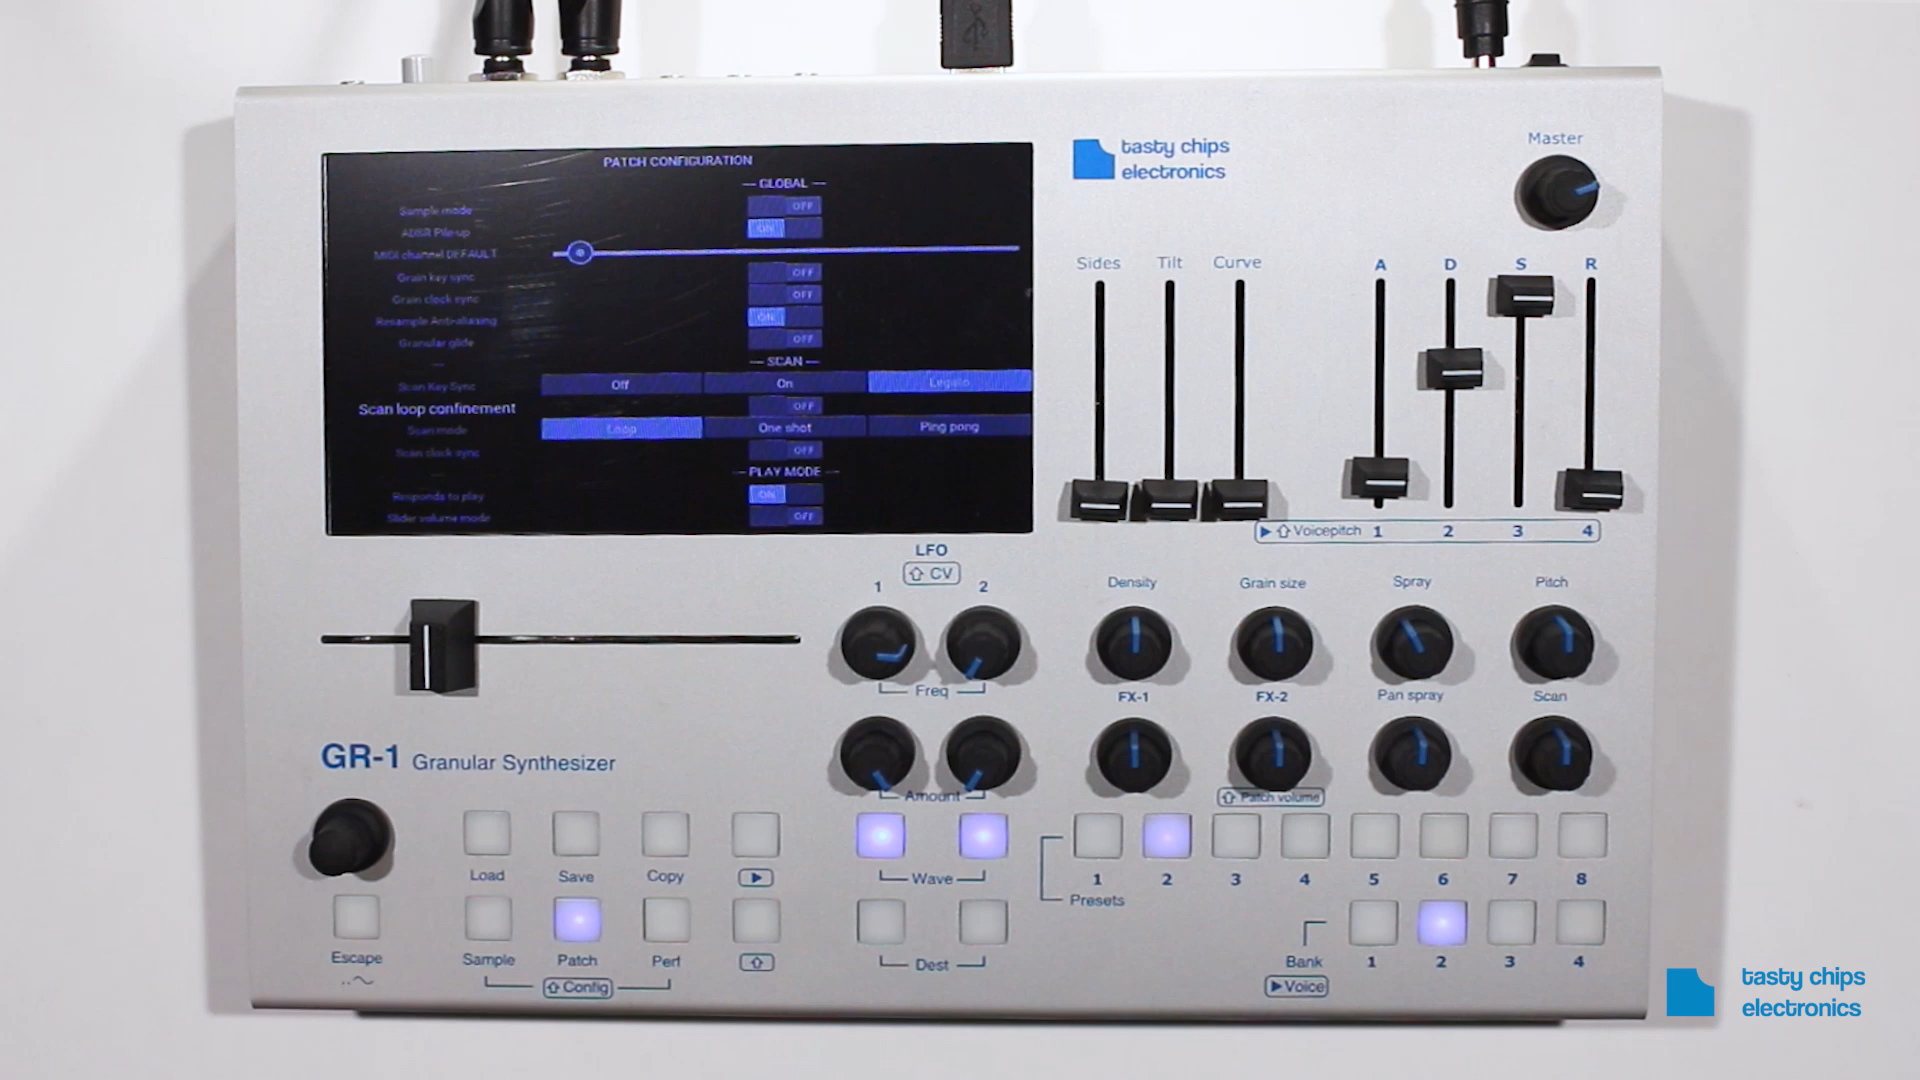 PATCH CONFIGURATION
— GLOBAL —
Sample mode OFF
ADSR Pile-up ON
MIDI channel DEFAULT
Grain key sync OFF
Grain clock sync OFF
Resample Anti-aliasing ON
Granular glide OFF
— SCAN —
Scan Key Sync Off On Legato
Scan loop confinement OFF
Scan mode Loop One shot Ping pong
Scan clock sync OFF
— PLAY MODE —
Responds to play ON
Slider volume mode OFF
tasty chips
electronics
Master
Sides Tilt Curve A D S R
Voicepitch 1 2 3 4
LFO
CV
1 2
Density Grain size Spray Pitch
Freq
FX-1 FX-2 Pan spray Scan
Amount
Patch volume
GR-1 Granular Synthesizer
Load Save Copy
Wave
1 2 3 4 5 6 7 8
Presets
Escape
Sample Patch Perf
Config
Dest
Bank 1 2 3 4
Voice
tasty chips
electronics